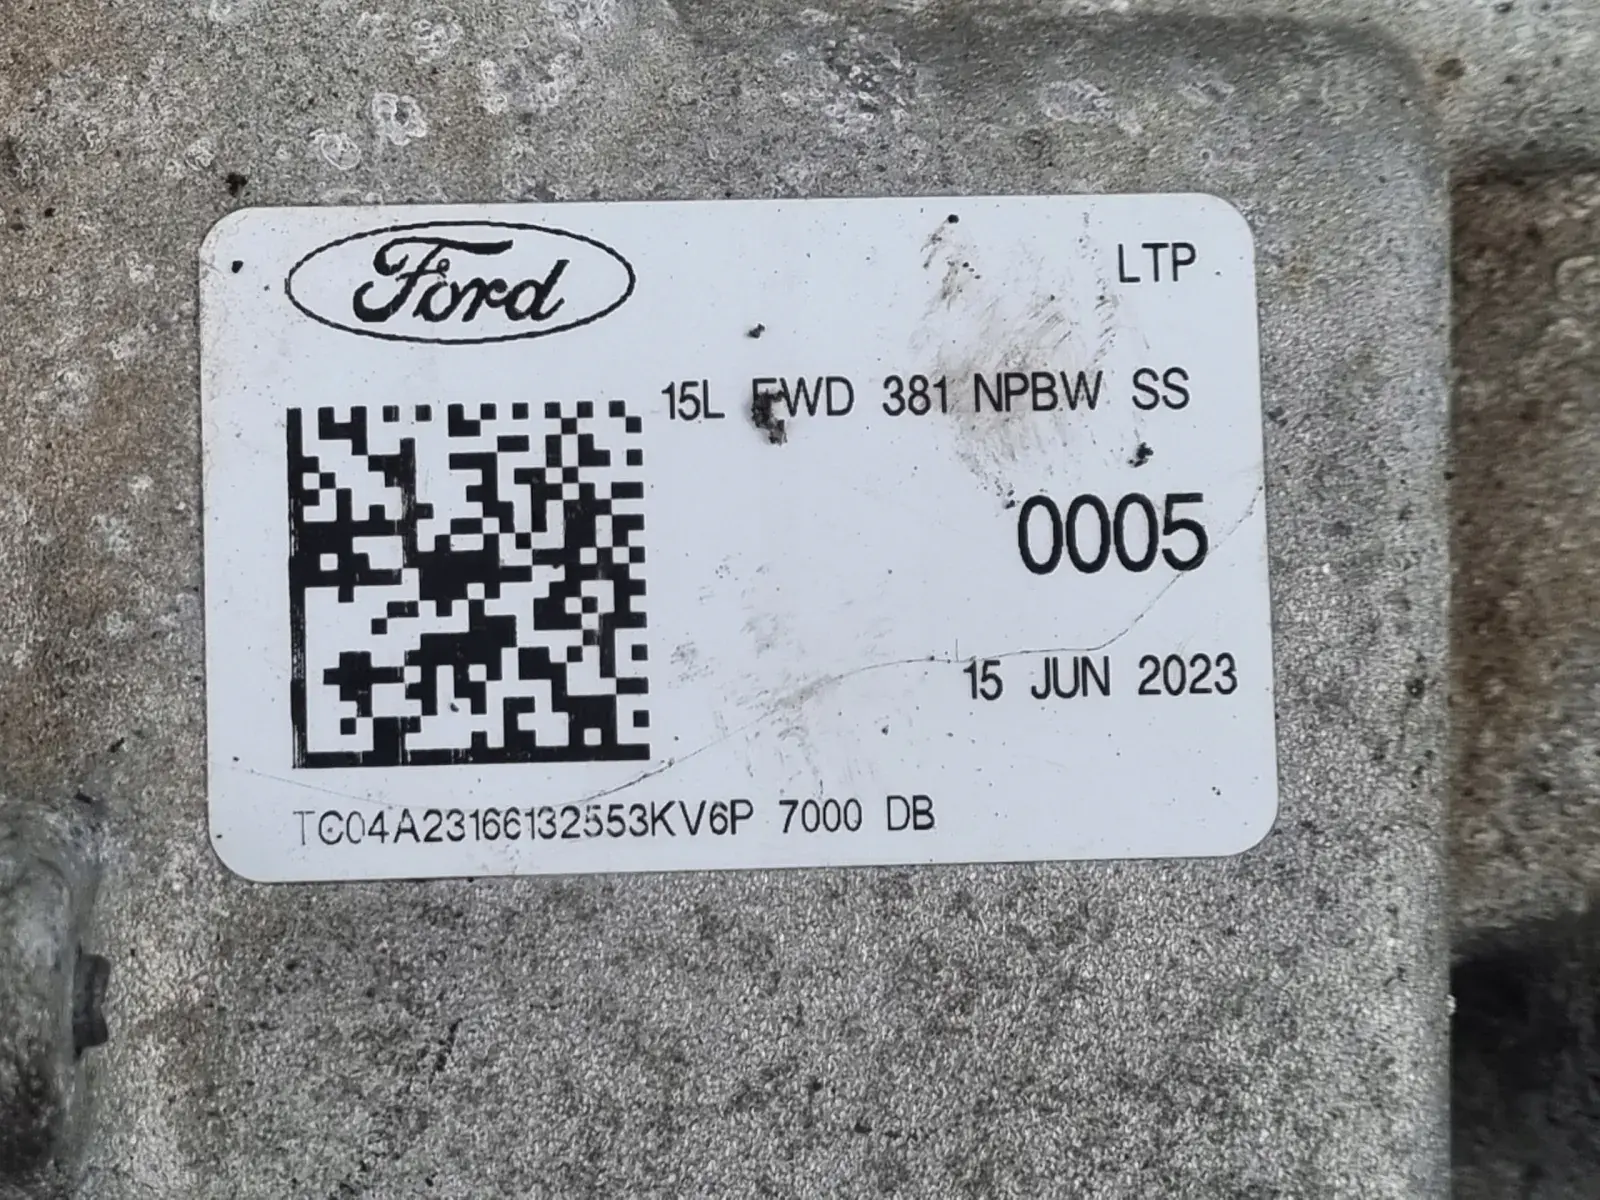 Ford
LTP
15L FWD 381 NPBW SS
0005
15 JUN 2023
TC04A23166132553KV6P 7000 DB